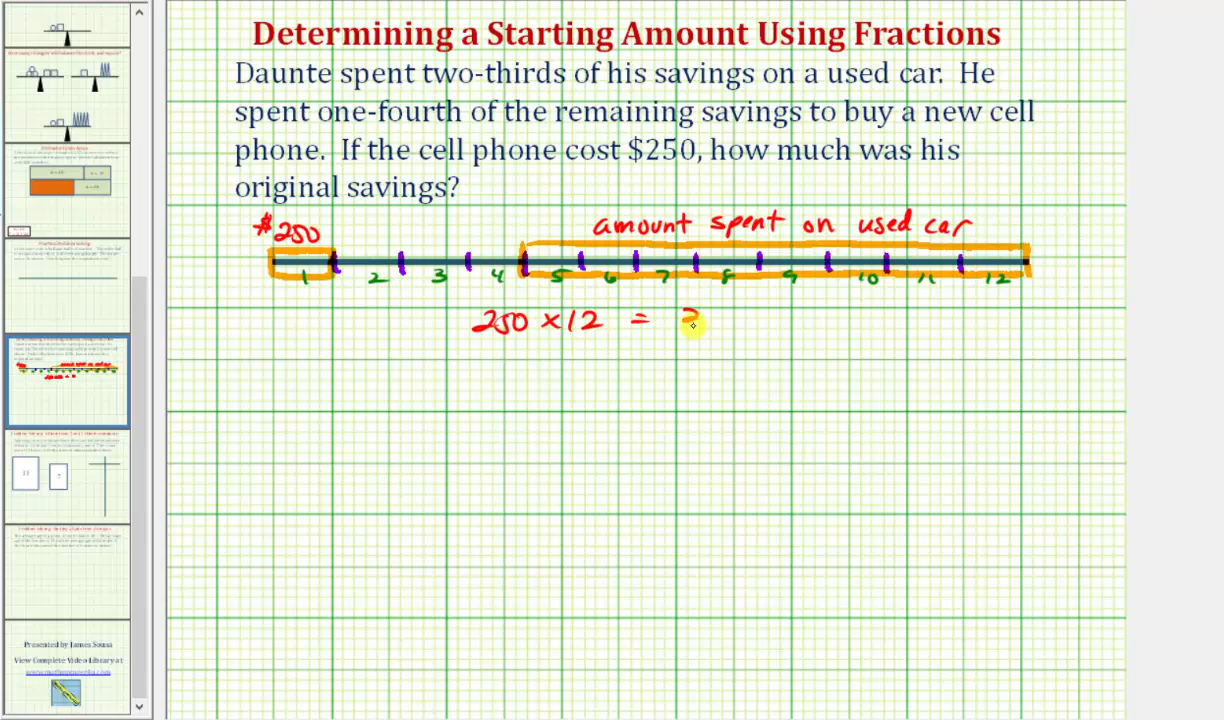 Determining a Starting Amount Using Fractions
Daunte spent two-thirds of his savings on a used car. He
spent one-fourth of the remaining savings to buy a new cell
phone. If the cell phone cost $250, how much was his
original savings?
$250
amount spent on used car
1 2 3 4 5 6 7 8 9 10 11 12
250 × 12 =
Presented by James Sousa
View Complete Video Library at
www.mathispower4u.com